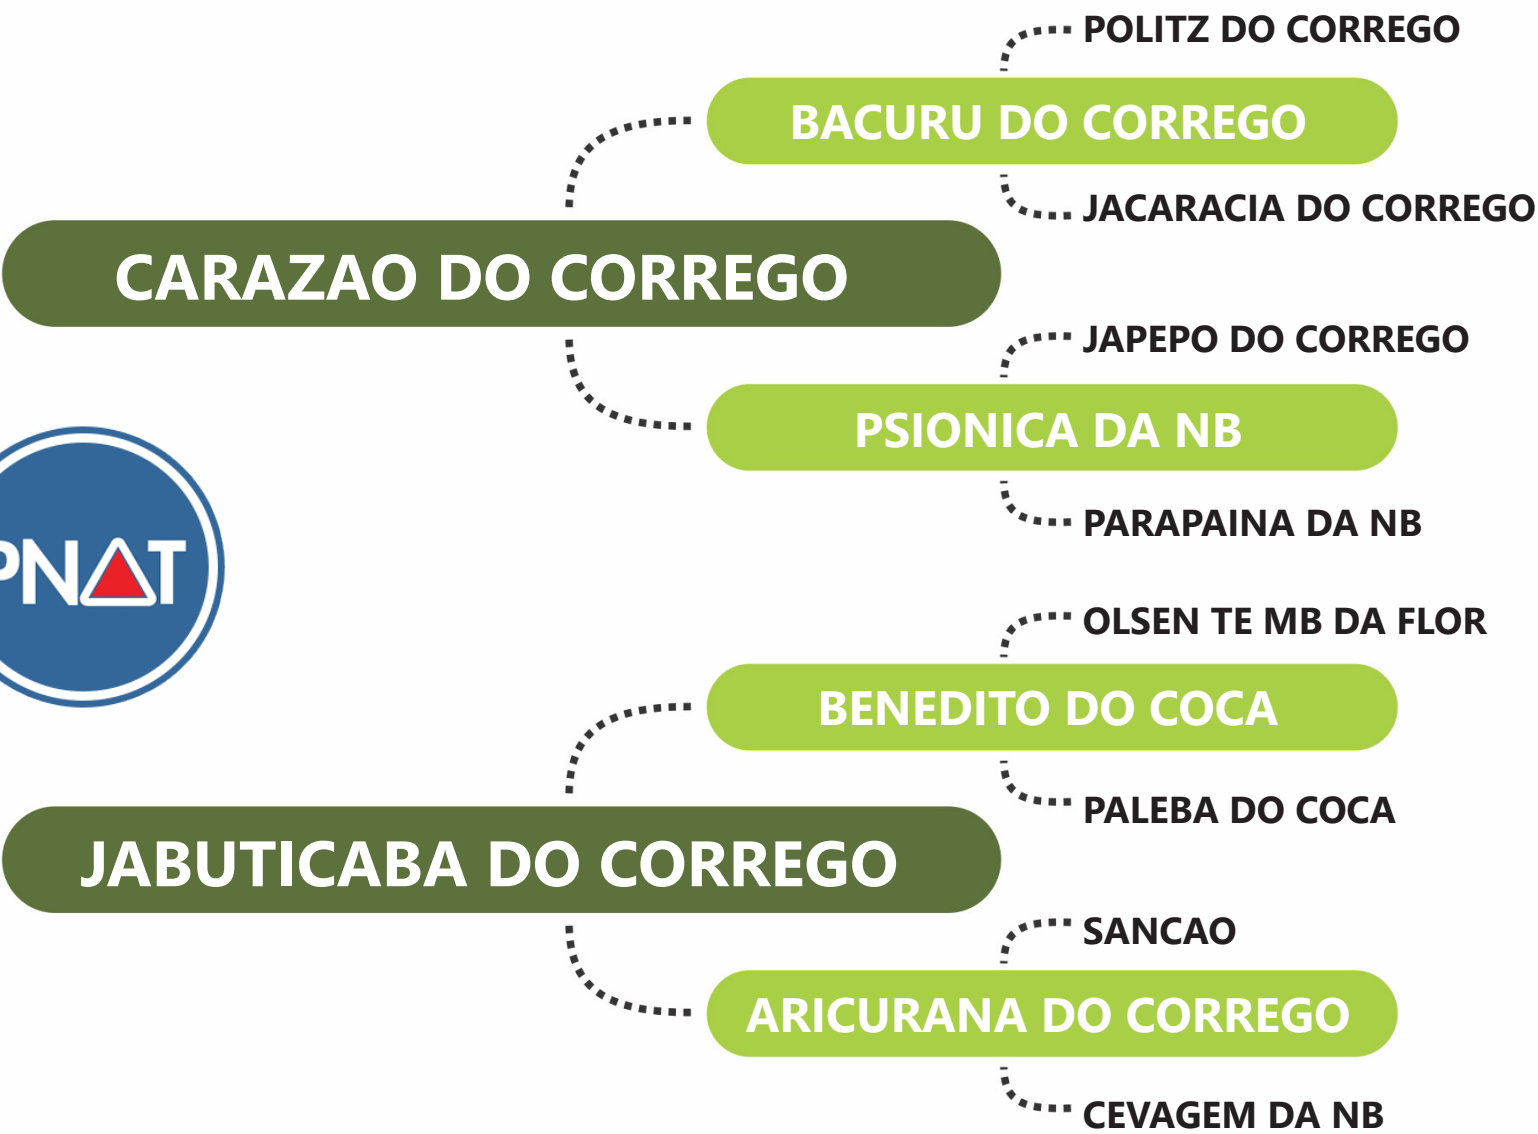 POLITZ DO CORREGO
BACURU DO CORREGO
JACARACIA DO CORREGO
CARAZAO DO CORREGO
JAPEPO DO CORREGO
PSIONICA DA NB
PARAPAINA DA NB
PNAT
OLSEN TE MB DA FLOR
BENEDITO DO COCA
PALEBA DO COCA
JABUTICABA DO CORREGO
SANCAO
ARICURANA DO CORREGO
CEVAGEM DA NB